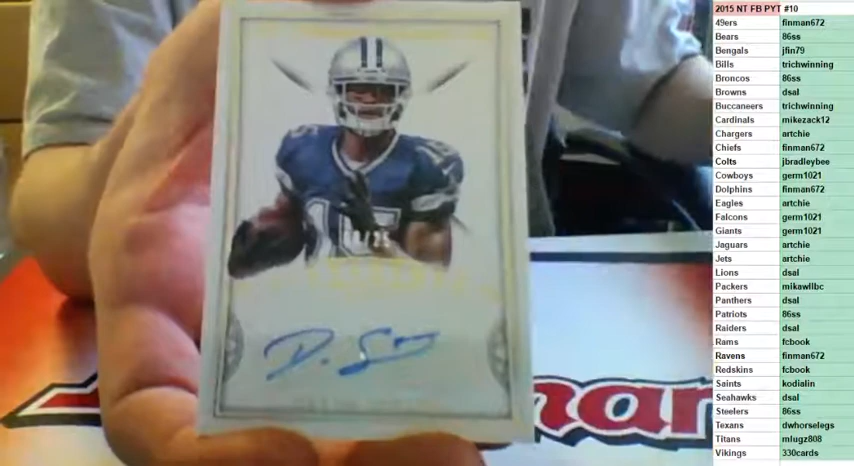 2015 NT FB PYT #10
49ers finman672
Bears 86ss
Bengals jfin79
Bills trichwinning
Broncos 86ss
Browns dsal
Buccaneers trichwinning
Cardinals mikezack12
Chargers artchie
Chiefs finman672
Colts jbradleybee
Cowboys germ1021
Dolphins finman672
Eagles artchie
Falcons germ1021
Giants germ1021
Jaguars artchie
Jets artchie
Lions dsal
Packers mikawllbc
Panthers dsal
Patriots 86ss
Raiders dsal
Rams fcbook
Ravens finman672
Redskins fcbook
Saints kodialin
Seahawks dsal
Steelers 86ss
Texans dwhorselegs
Titans mlugz808
Vikings 330cards
15
15
D. S